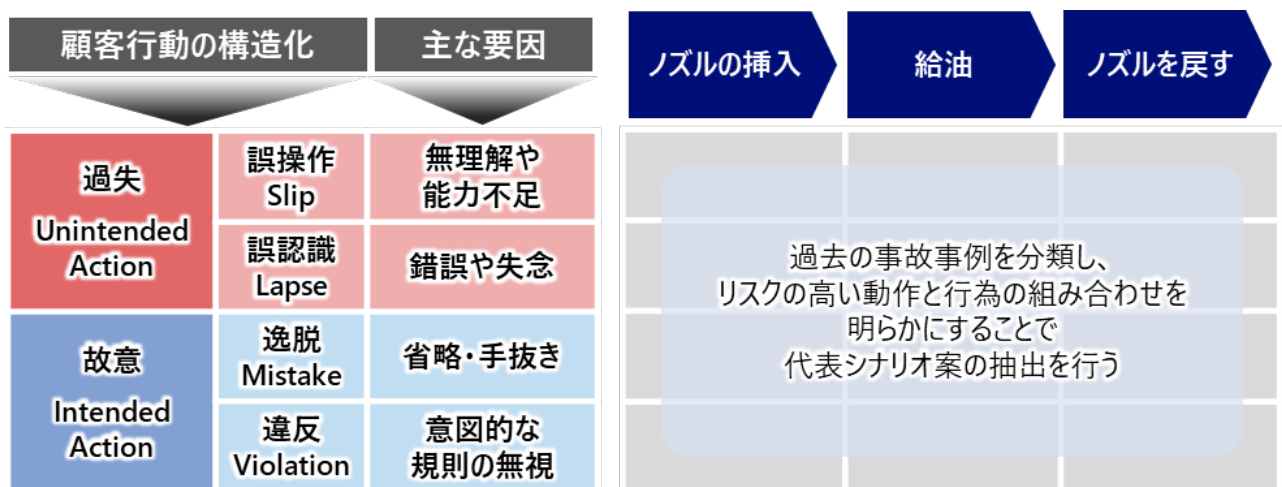 顧客行動の構造化
主な要因
ノズルの挿入
給油
ノズルを戻す
過失
Unintended
Action
誤操作
Slip
無理解や
能力不足
誤認識
Lapse
錯誤や失念
故意
Intended
Action
逸脱
Mistake
省略・手抜き
違反
Violation
意図的な
規則の無視
過去の事故事例を分類し、
リスクの高い動作と行為の組み合わせを
明らかにすることで
代表シナリオ案の抽出を行う